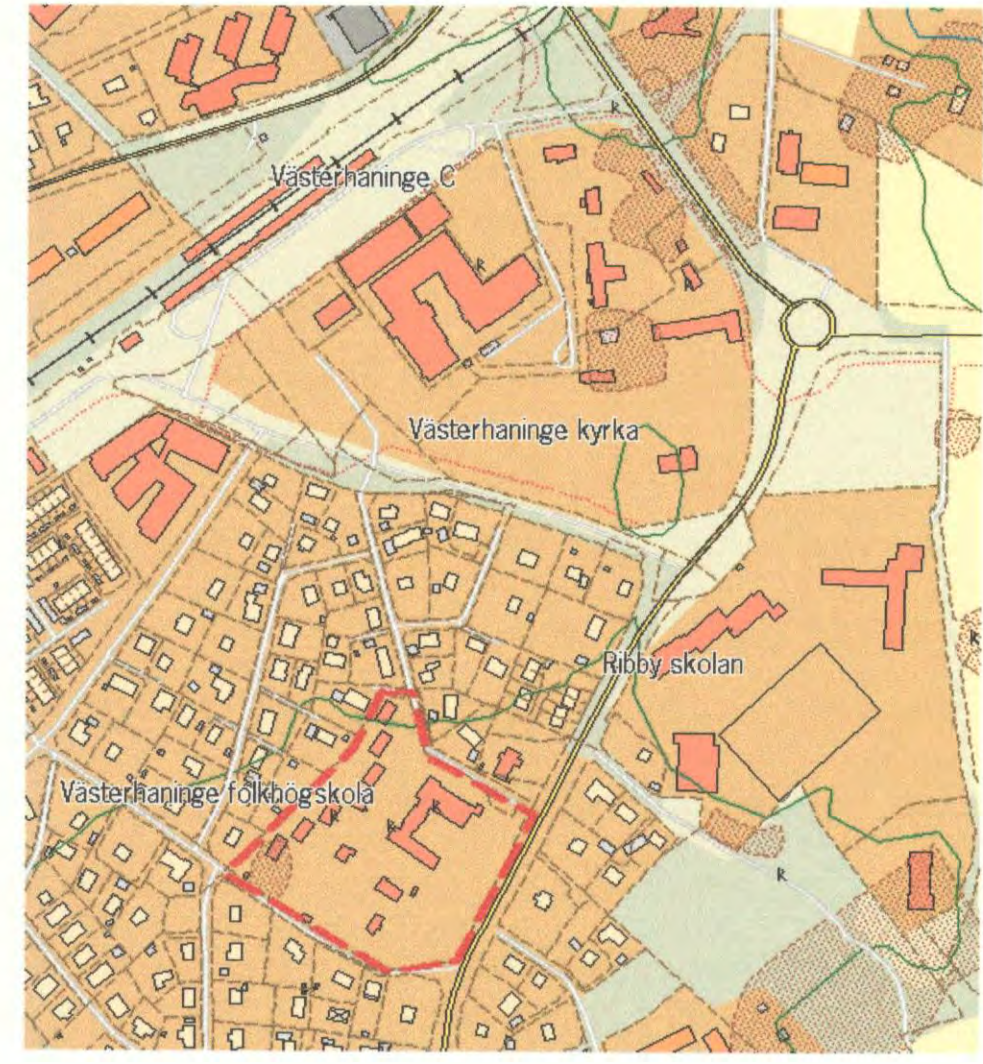 Västerhaninge C
Västerhaninge kyrka
Ribby skolan
Västerhaninge folkhögskola